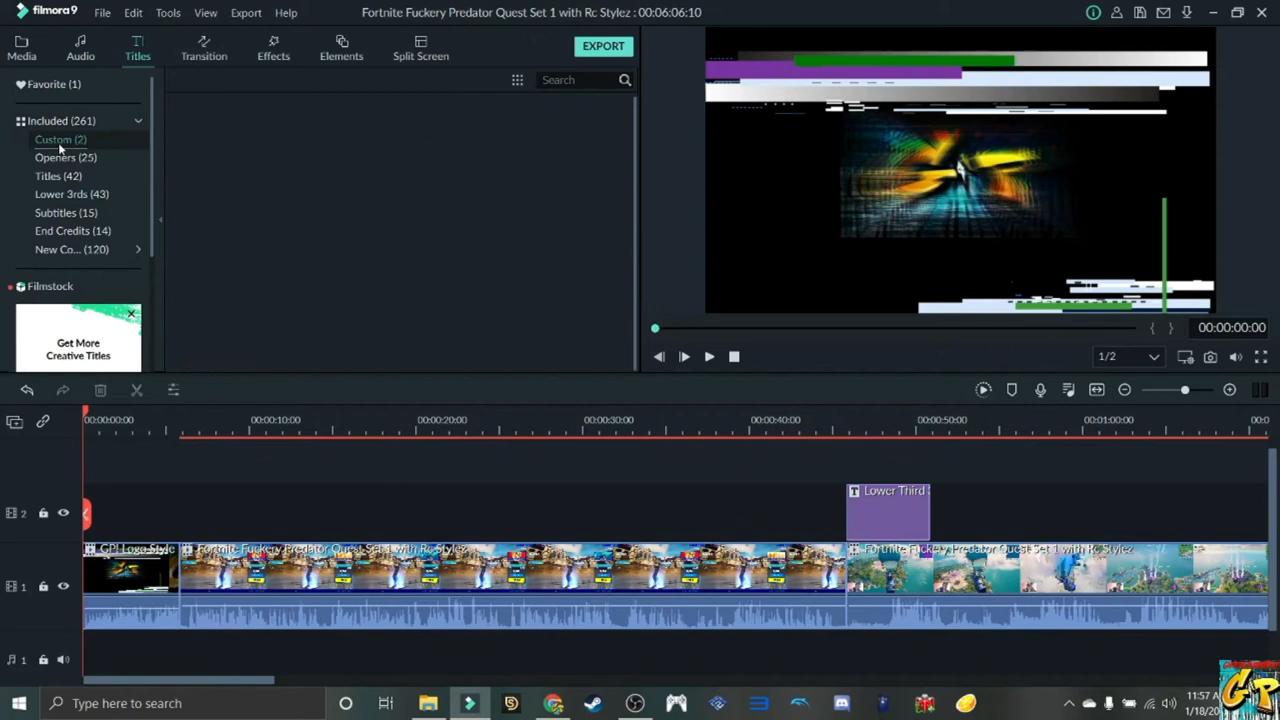 filmora9 File Edit Tools View Export Help Fortnite Fuckery Predator Quest Set 1 with Rc Stylez : 00:06:06:10
Media Audio Titles Transition Effects Elements Split Screen EXPORT
Favorite (1)
Search
Included (261)
Custom (2)
Openers (25)
Titles (42)
Lower 3rds (43)
Subtitles (15)
End Credits (14)
New Co... (120)
Filmstock
Get More
Creative Titles
00:00:00:00
1/2
00:00:00:00 00:00:10:00 00:00:20:00 00:00:30:00 00:00:40:00 00:00:50:00 00:01:00:00 00:0
T Lower Third
2
GPI Logo Style Fortnite Fuckery Predator Quest Set 1 with Rc Stylez Fortnite Fuckery Predator Quest Set 1 with Rc Stylez
1
1
Type here to search
11:57 A
1/18/20
GP